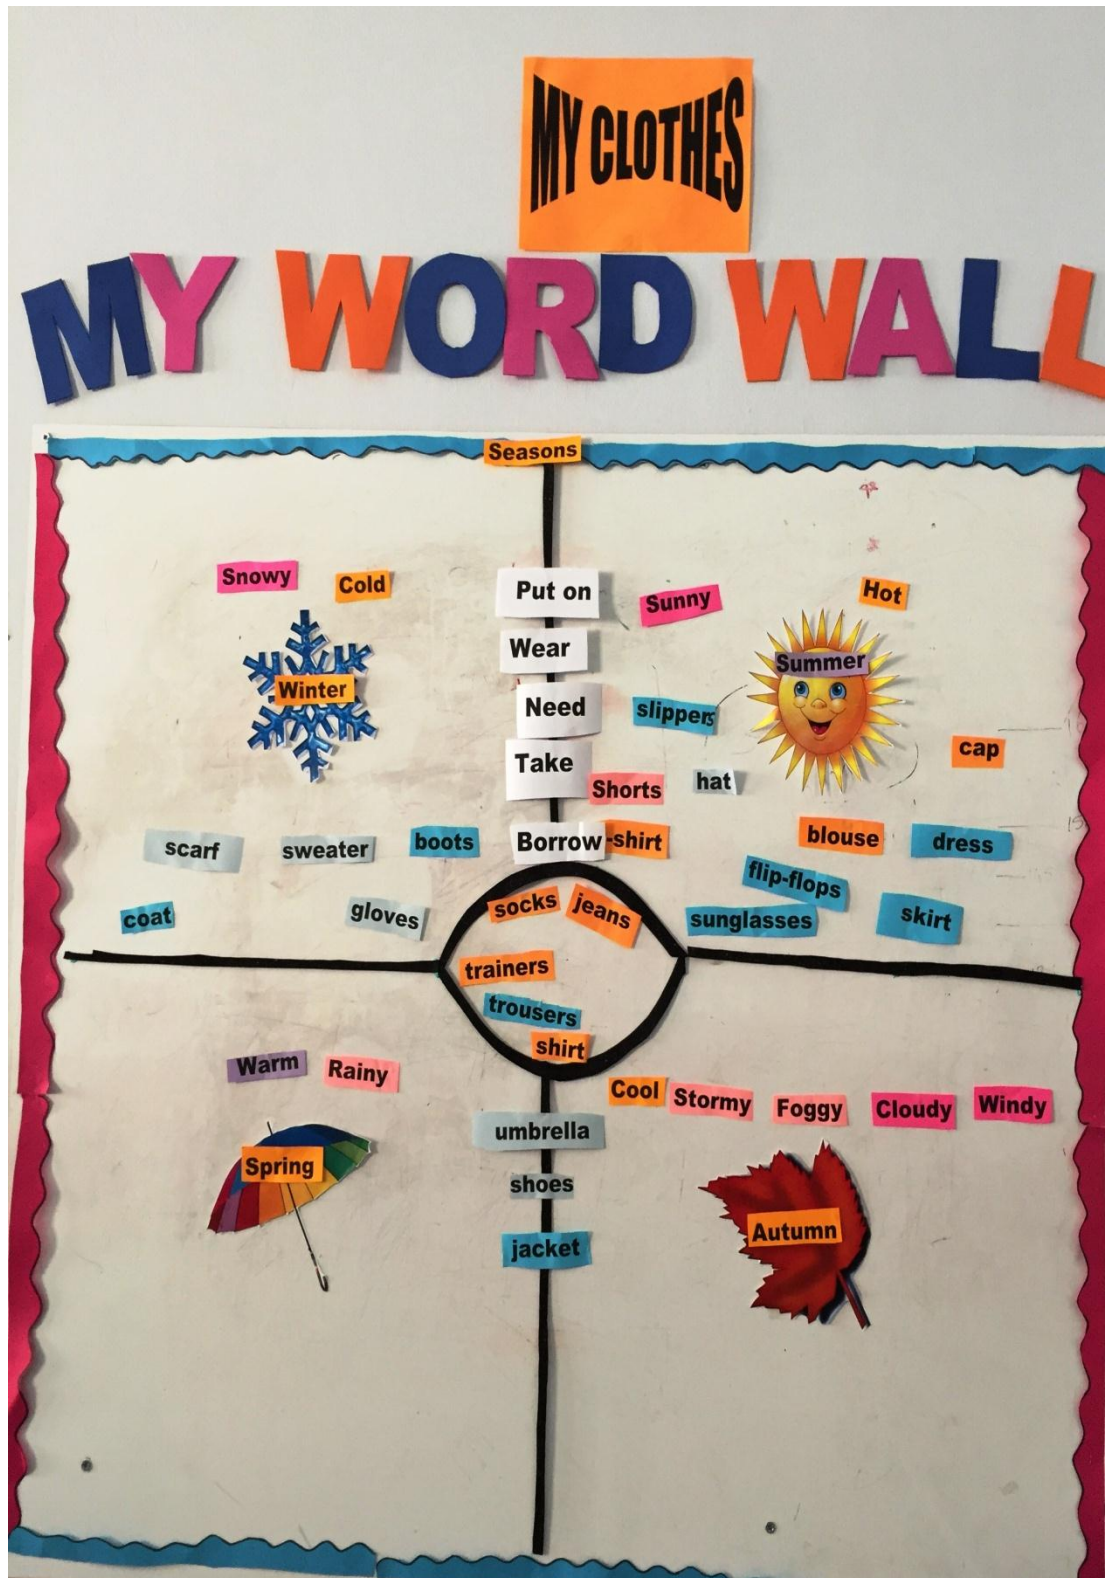 MY CLOTHES
MY WORD WALL
Seasons
Snowy
Cold
Winter
scarf
sweater
boots
coat
gloves
Put on
Wear
Need
Take
Borrow
Sunny
Hot
Summer
slippers
cap
Shorts
hat
-shirt
blouse
dress
flip-flops
sunglasses
skirt
socks
jeans
trainers
trousers
shirt
Warm
Rainy
Spring
umbrella
shoes
jacket
Cool
Stormy
Foggy
Cloudy
Windy
Autumn